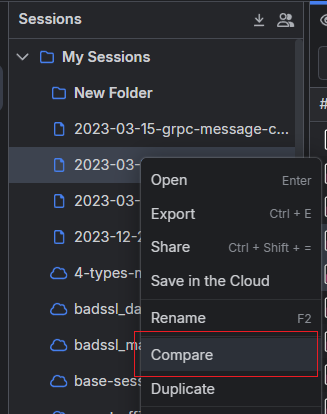 Sessions
My Sessions
New Folder
2023-03-15-grpc-message-c...
2023-03-
2023-03-
2023-12-2
4-types-m
badssl_da
badssl_ma
base-sess
Open Enter
Export Ctrl + E
Share Ctrl + Shift + =
Save in the Cloud
Rename F2
Compare
Duplicate
#